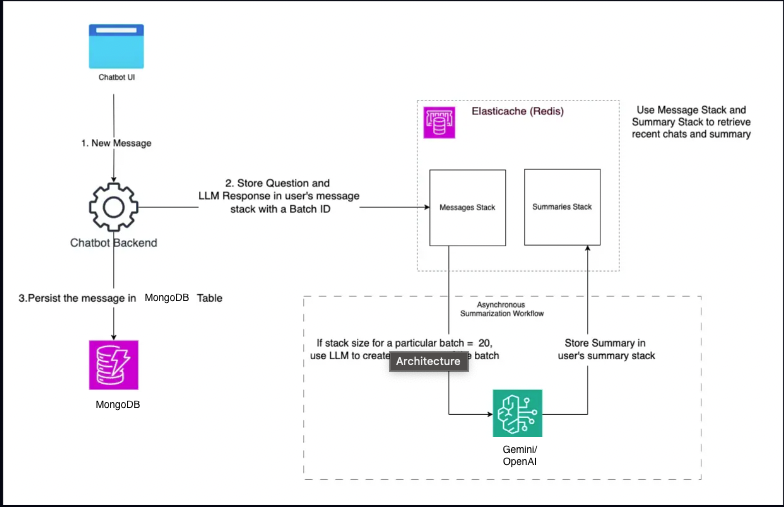 Chatbot UI
1. New Message
Elasticache (Redis)
Use Message Stack and
Summary Stack to retrieve
recent chats and summary
2. Store Question and
LLM Response in user's message
stack with a Batch ID
Messages Stack
Summaries Stack
Chatbot Backend
3.Persist the message in MongoDB Table
Asynchronous
Summarization Workflow
If stack size for a particular batch = 20,
use LLM to create batch
Architecture
Store Summary in
user's summary stack
MongoDB
Gemini/
OpenAI